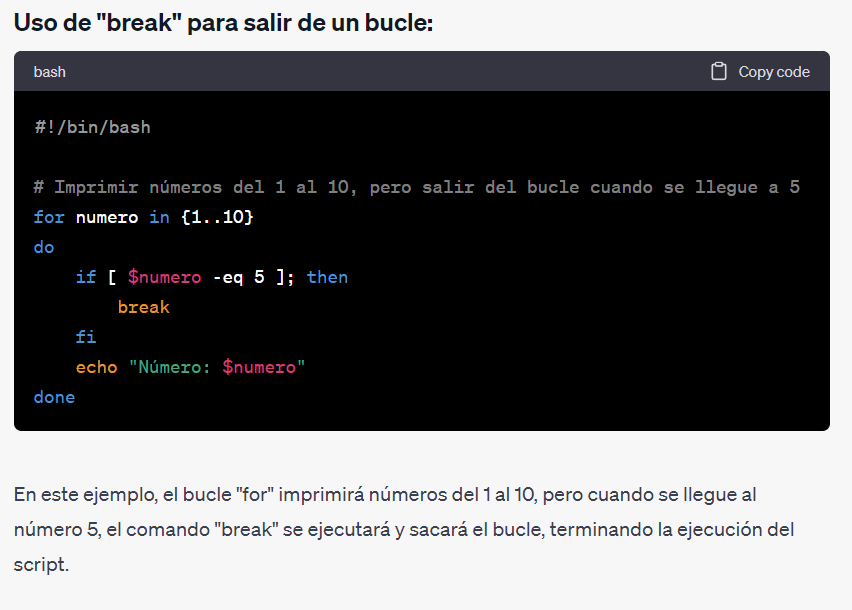 Uso de "break" para salir de un bucle:
bash Copy code
#!/bin/bash
# Imprimir números del 1 al 10, pero salir del bucle cuando se llegue a 5
for numero in {1..10}
do
    if [ $numero -eq 5 ]; then
        break
    fi
    echo "Número: $numero"
done
En este ejemplo, el bucle "for" imprimirá números del 1 al 10, pero cuando se llegue al
número 5, el comando "break" se ejecutará y sacará el bucle, terminando la ejecución del
script.